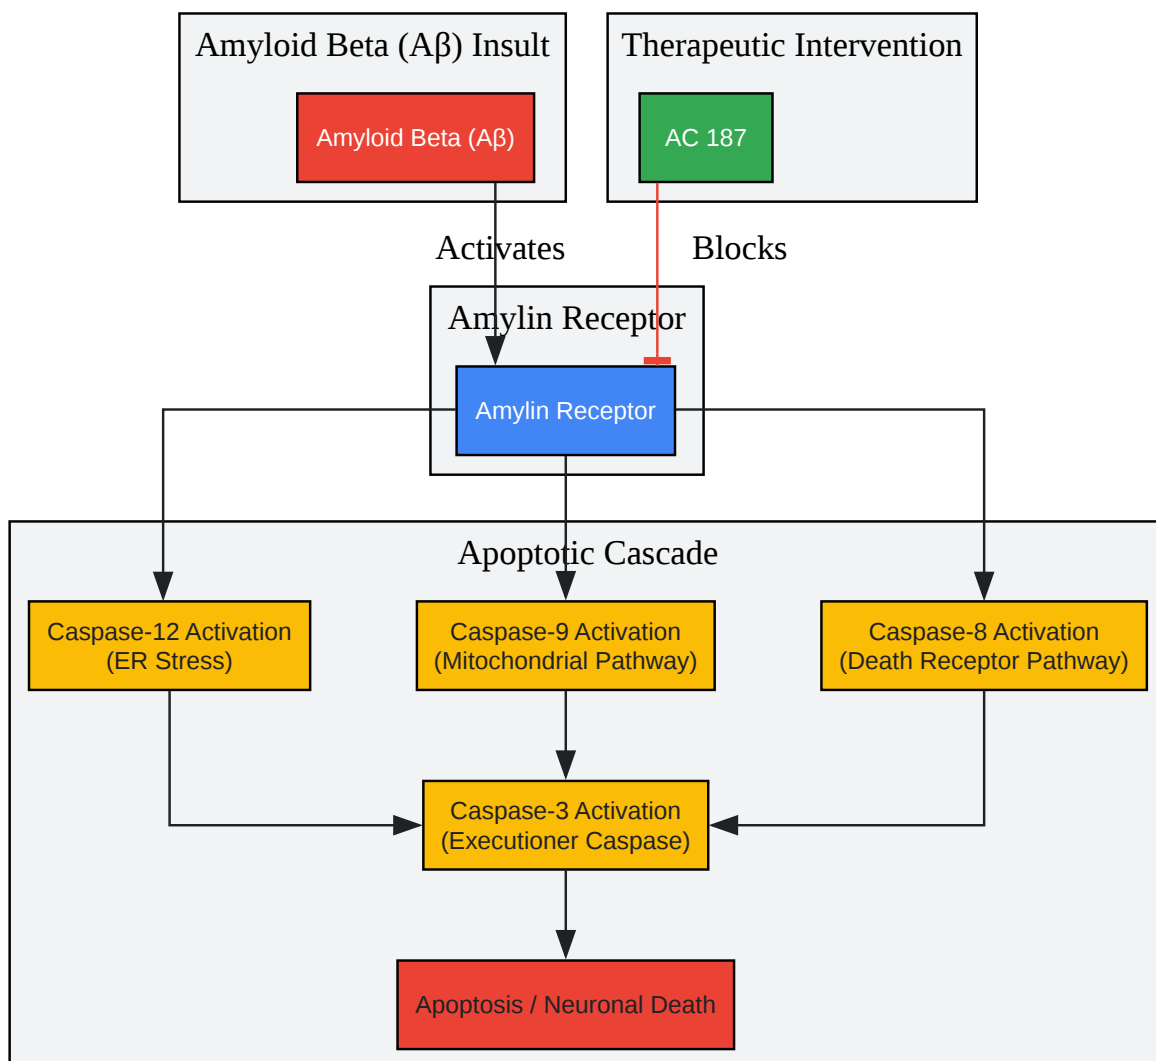 Amyloid Beta (Aβ) Insult
Therapeutic Intervention
Amyloid Beta (Aβ)
AC 187
Activates
Blocks
Amylin Receptor
Amylin Receptor
Apoptotic Cascade
Caspase-12 Activation
(ER Stress)
Caspase-9 Activation
(Mitochondrial Pathway)
Caspase-8 Activation
(Death Receptor Pathway)
Caspase-3 Activation
(Executioner Caspase)
Apoptosis / Neuronal Death